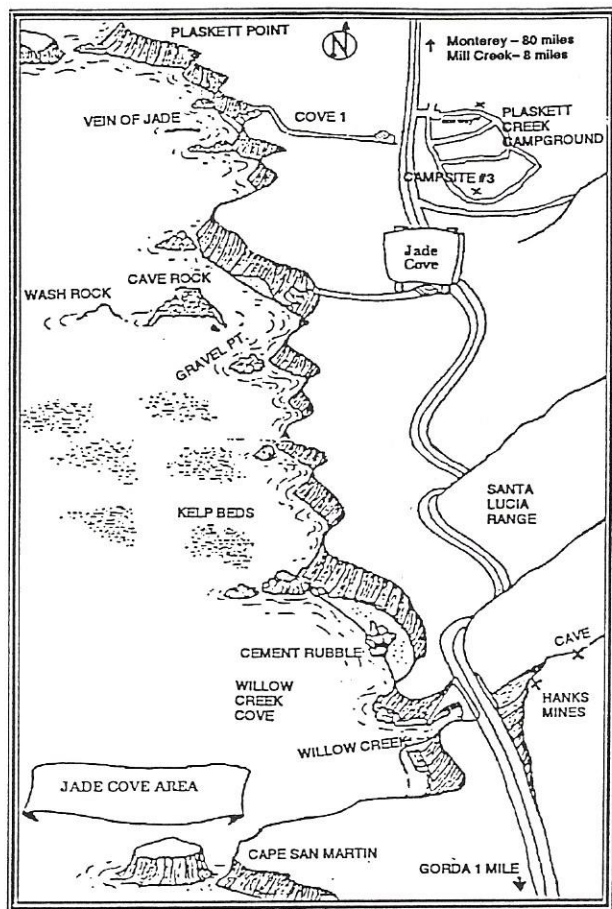 PLASKETT POINT
N
Monterey – 80 miles
Mill Creek– 8 miles
VEIN OF JADE
COVE 1
PLASKETT
CREEK
CAMPGROUND
CAMPSITE #3
Jade
Cove
WASH ROCK
CAVE ROCK
GRAVEL PT.
KELP BEDS
SANTA
LUCIA
RANGE
CEMENT RUBBLE
CAVE
WILLOW
CREEK
COVE
HANKS
MINES
WILLOW CREEK
JADE COVE AREA
CAPE SAN MARTIN
GORDA 1 MILE